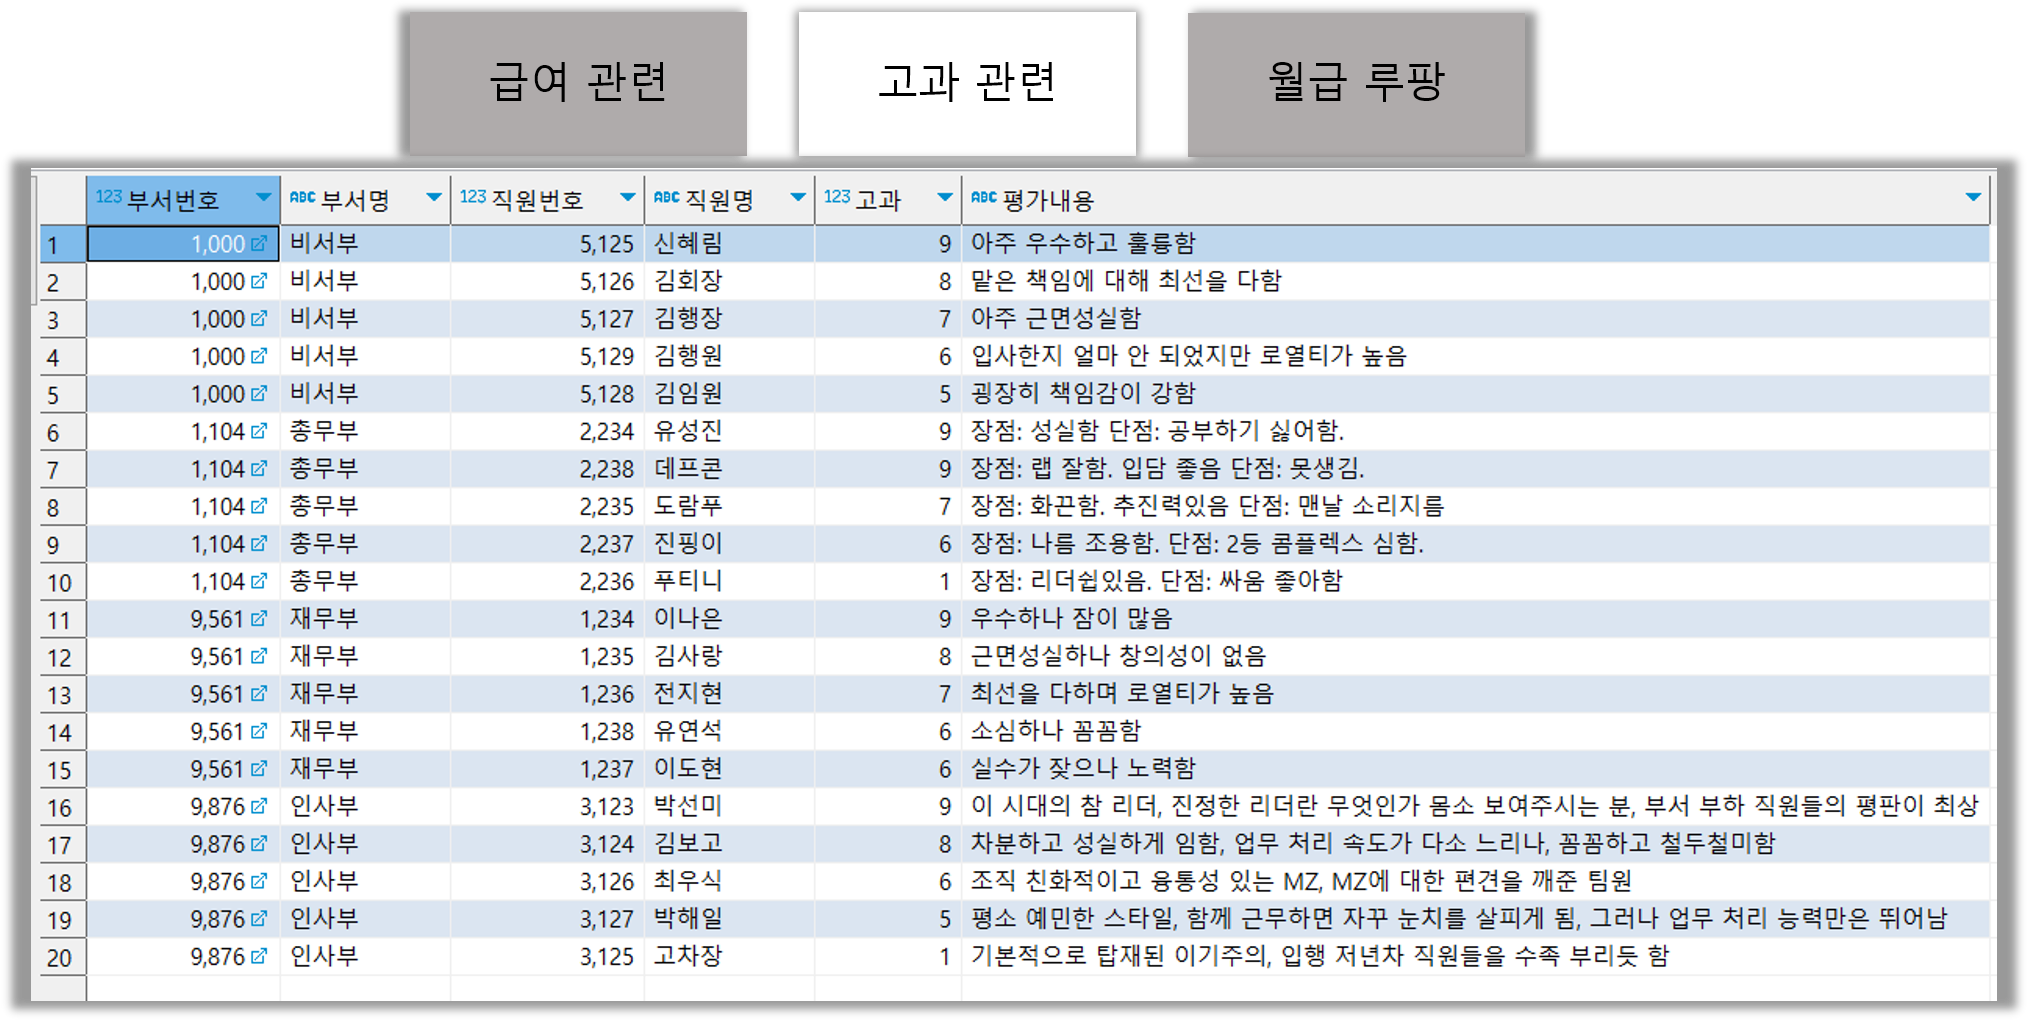 급여 관련
고과 관련
월급 루팡
123 부서번호 ABC 부서명 123 직원번호 ABC 직원명 123 고과 ABC 평가내용
1 1,000 비서부 5,125 신혜림 9 아주 우수하고 훌륭함
2 1,000 비서부 5,126 김회장 8 맡은 책임에 대해 최선을 다함
3 1,000 비서부 5,127 김행장 7 아주 근면성실함
4 1,000 비서부 5,129 김행원 6 입사한지 얼마 안 되었지만 로열티가 높음
5 1,000 비서부 5,128 김임원 5 굉장히 책임감이 강함
6 1,104 총무부 2,234 유성진 9 장점: 성실함 단점: 공부하기 싫어함.
7 1,104 총무부 2,238 데프콘 9 장점: 랩 잘함. 입담 좋음 단점: 못생김.
8 1,104 총무부 2,235 도람푸 7 장점: 화끈함. 추진력있음 단점: 맨날 소리지름
9 1,104 총무부 2,237 진핑이 6 장점: 나름 조용함. 단점: 2등 콤플렉스 심함.
10 1,104 총무부 2,236 푸티니 1 장점: 리더쉽있음. 단점: 싸움 좋아함
11 9,561 재무부 1,234 이나은 9 우수하나 잠이 많음
12 9,561 재무부 1,235 김사랑 8 근면성실하나 창의성이 없음
13 9,561 재무부 1,236 전지현 7 최선을 다하며 로열티가 높음
14 9,561 재무부 1,238 유연석 6 소심하나 꼼꼼함
15 9,561 재무부 1,237 이도현 6 실수가 잦으나 노력함
16 9,876 인사부 3,123 박선미 9 이 시대의 참 리더, 진정한 리더란 무엇인가 몸소 보여주시는 분, 부서 부하 직원들의 평판이 최상
17 9,876 인사부 3,124 김보고 8 차분하고 성실하게 임함, 업무 처리 속도가 다소 느리나, 꼼꼼하고 철두철미함
18 9,876 인사부 3,126 최우식 6 조직 친화적이고 융통성 있는 MZ, MZ에 대한 편견을 깨준 팀원
19 9,876 인사부 3,127 박해일 5 평소 예민한 스타일, 함께 근무하면 자꾸 눈치를 살피게 됨, 그러나 업무 처리 능력만은 뛰어남
20 9,876 인사부 3,125 고차장 1 기본적으로 탑재된 이기주의, 입행 저년차 직원들을 수족 부리듯 함